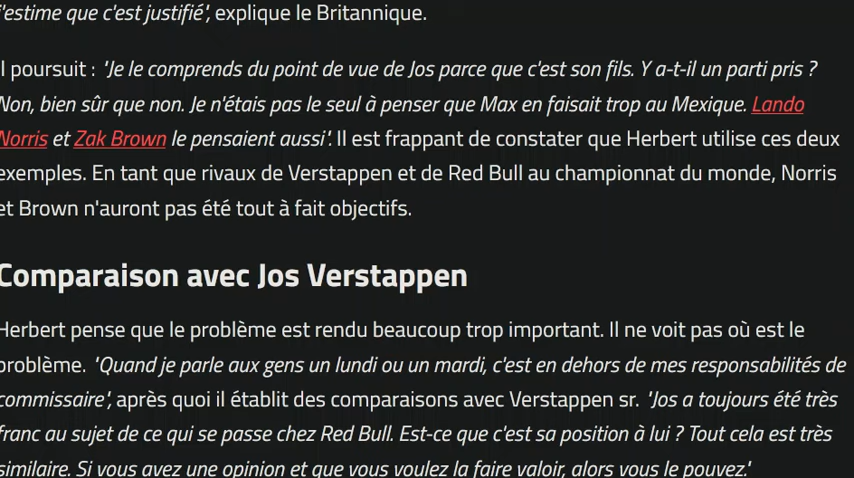 j'estime que c'est justifié', explique le Britannique.
Il poursuit : 'Je le comprends du point de vue de Jos parce que c'est son fils. Y a-t-il un parti pris ?
Non, bien sûr que non. Je n'étais pas le seul à penser que Max en faisait trop au Mexique. Lando
Norris et Zak Brown le pensaient aussi'. Il est frappant de constater que Herbert utilise ces deux
exemples. En tant que rivaux de Verstappen et de Red Bull au championnat du monde, Norris
et Brown n'auront pas été tout à fait objectifs.
Comparaison avec Jos Verstappen
Herbert pense que le problème est rendu beaucoup trop important. Il ne voit pas où est le
problème. 'Quand je parle aux gens un lundi ou un mardi, c'est en dehors de mes responsabilités de
commissaire', après quoi il établit des comparaisons avec Verstappen sr. 'Jos a toujours été très
franc au sujet de ce qui se passe chez Red Bull. Est-ce que c'est sa position à lui ? Tout cela est très
similaire. Si vous avez une opinion et que vous voulez la faire valoir, alors vous le pouvez.'